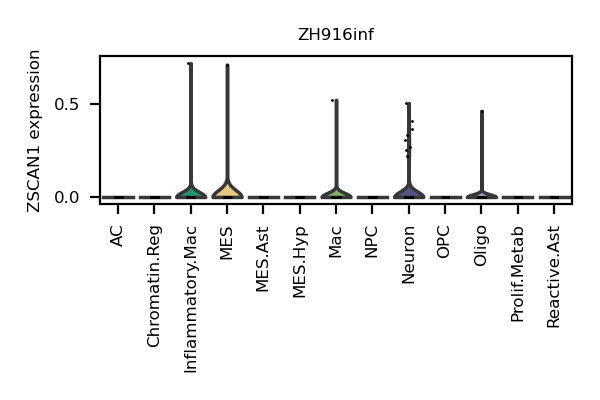 ZH916inf
ZSCAN1 expression
0.5
0.0
AC
Chromatin.Reg
Inflammatory.Mac
MES
MES.Ast
MES.Hyp
Mac
NPC
Neuron
OPC
Oligo
Prolif.Metab
Reactive.Ast